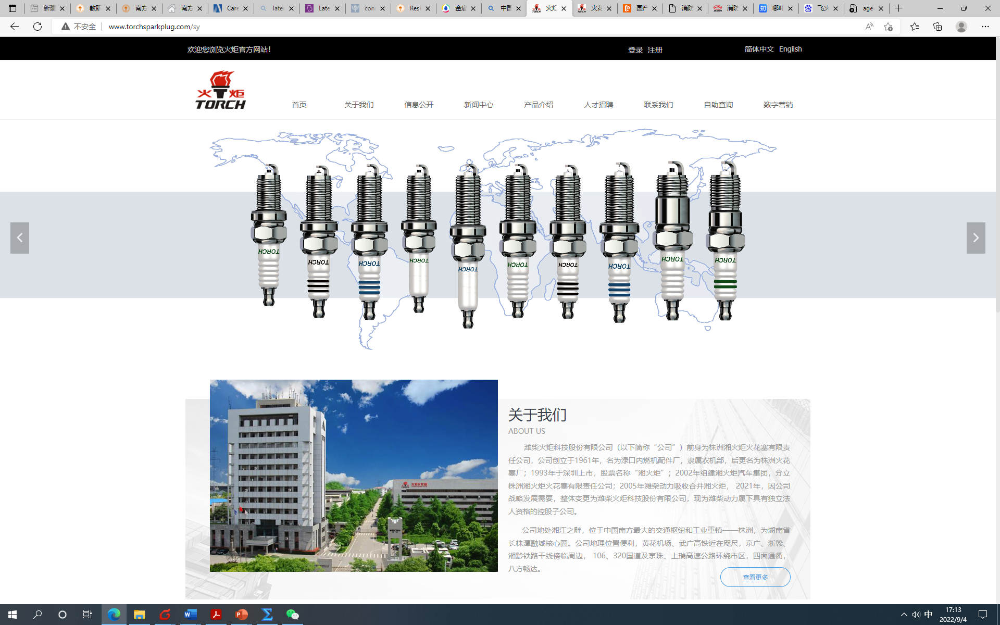 新建
教职
南方
南方
Care
late
Late
con
Rese
金盾
中国
火炬
火花
国产
消防
消防
哪吒
飞火
age
不安全
www.torchsparkplug.com/sy
欢迎您浏览火炬官方网站！
登录 注册
简体中文 English
火炬
TORCH
首页 关于我们 信息公开 新闻中心 产品介绍 人才招聘 联系我们 自助查询 数字营销
TORCH
TORCH
TORCH
TORCH
TORCH
TORCH
TORCH
TORCH
TORCH
TORCH
火炬火花塞
关于我们
ABOUT US
潍柴火炬科技股份有限公司（以下简称“公司”）前身为株洲湘火炬火花塞有限责
任公司，公司创立于1961年，名为渌口内燃机配件厂，隶属农机部，后更名为株洲火花
塞厂；1993年于深圳上市，股票名称“湘火炬”；2002年组建湘火炬汽车集团，分立
株洲湘火炬火花塞有限责任公司；2005年潍柴动力吸收合并湘火炬， 2021年，因公司
战略发展需要，整体变更为潍柴火炬科技股份有限公司，现为潍柴动力属下具有独立法
人资格的控股子公司。
公司地处湘江之畔，位于中国南方最大的交通枢纽和工业重镇——株洲，为湖南省
长株潭融城核心圈。公司地理位置便利，黄花机场、武广高铁近在咫尺，京广、浙赣、
湘黔铁路干线傍临周边， 106、320国道及京珠、上瑞高速公路环绕市区，四面通衢，
八方畅达。
查看更多
中
17:13
2022/9/4